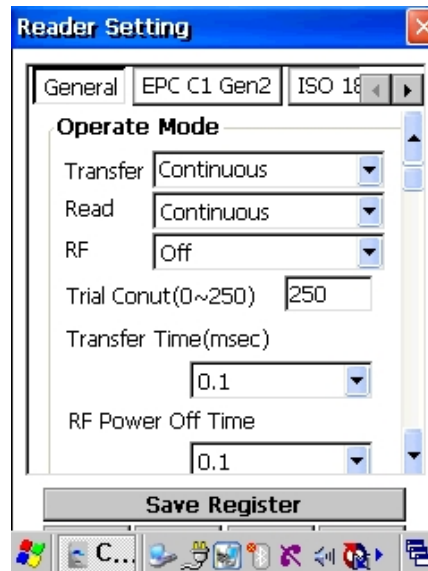 Reader Setting
General EPC C1 Gen2 ISO 18
Operate Mode
Transfer Continuous
Read Continuous
RF Off
Trial Conut(0~250) 250
Transfer Time(msec)
0.1
RF Power Off Time
0.1
Save Register
C...